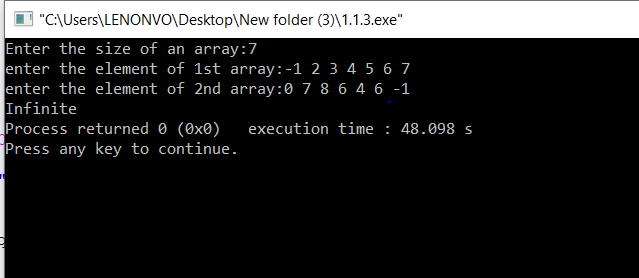 "C:\Users\LENONVO\Desktop\New folder (3)\1.1.3.exe"
Enter the size of an array:7
enter the element of 1st array:-1 2 3 4 5 6 7
enter the element of 2nd array:0 7 8 6 4 6 -1
Infinite
Process returned 0 (0x0)   execution time : 48.098 s
Press any key to continue.